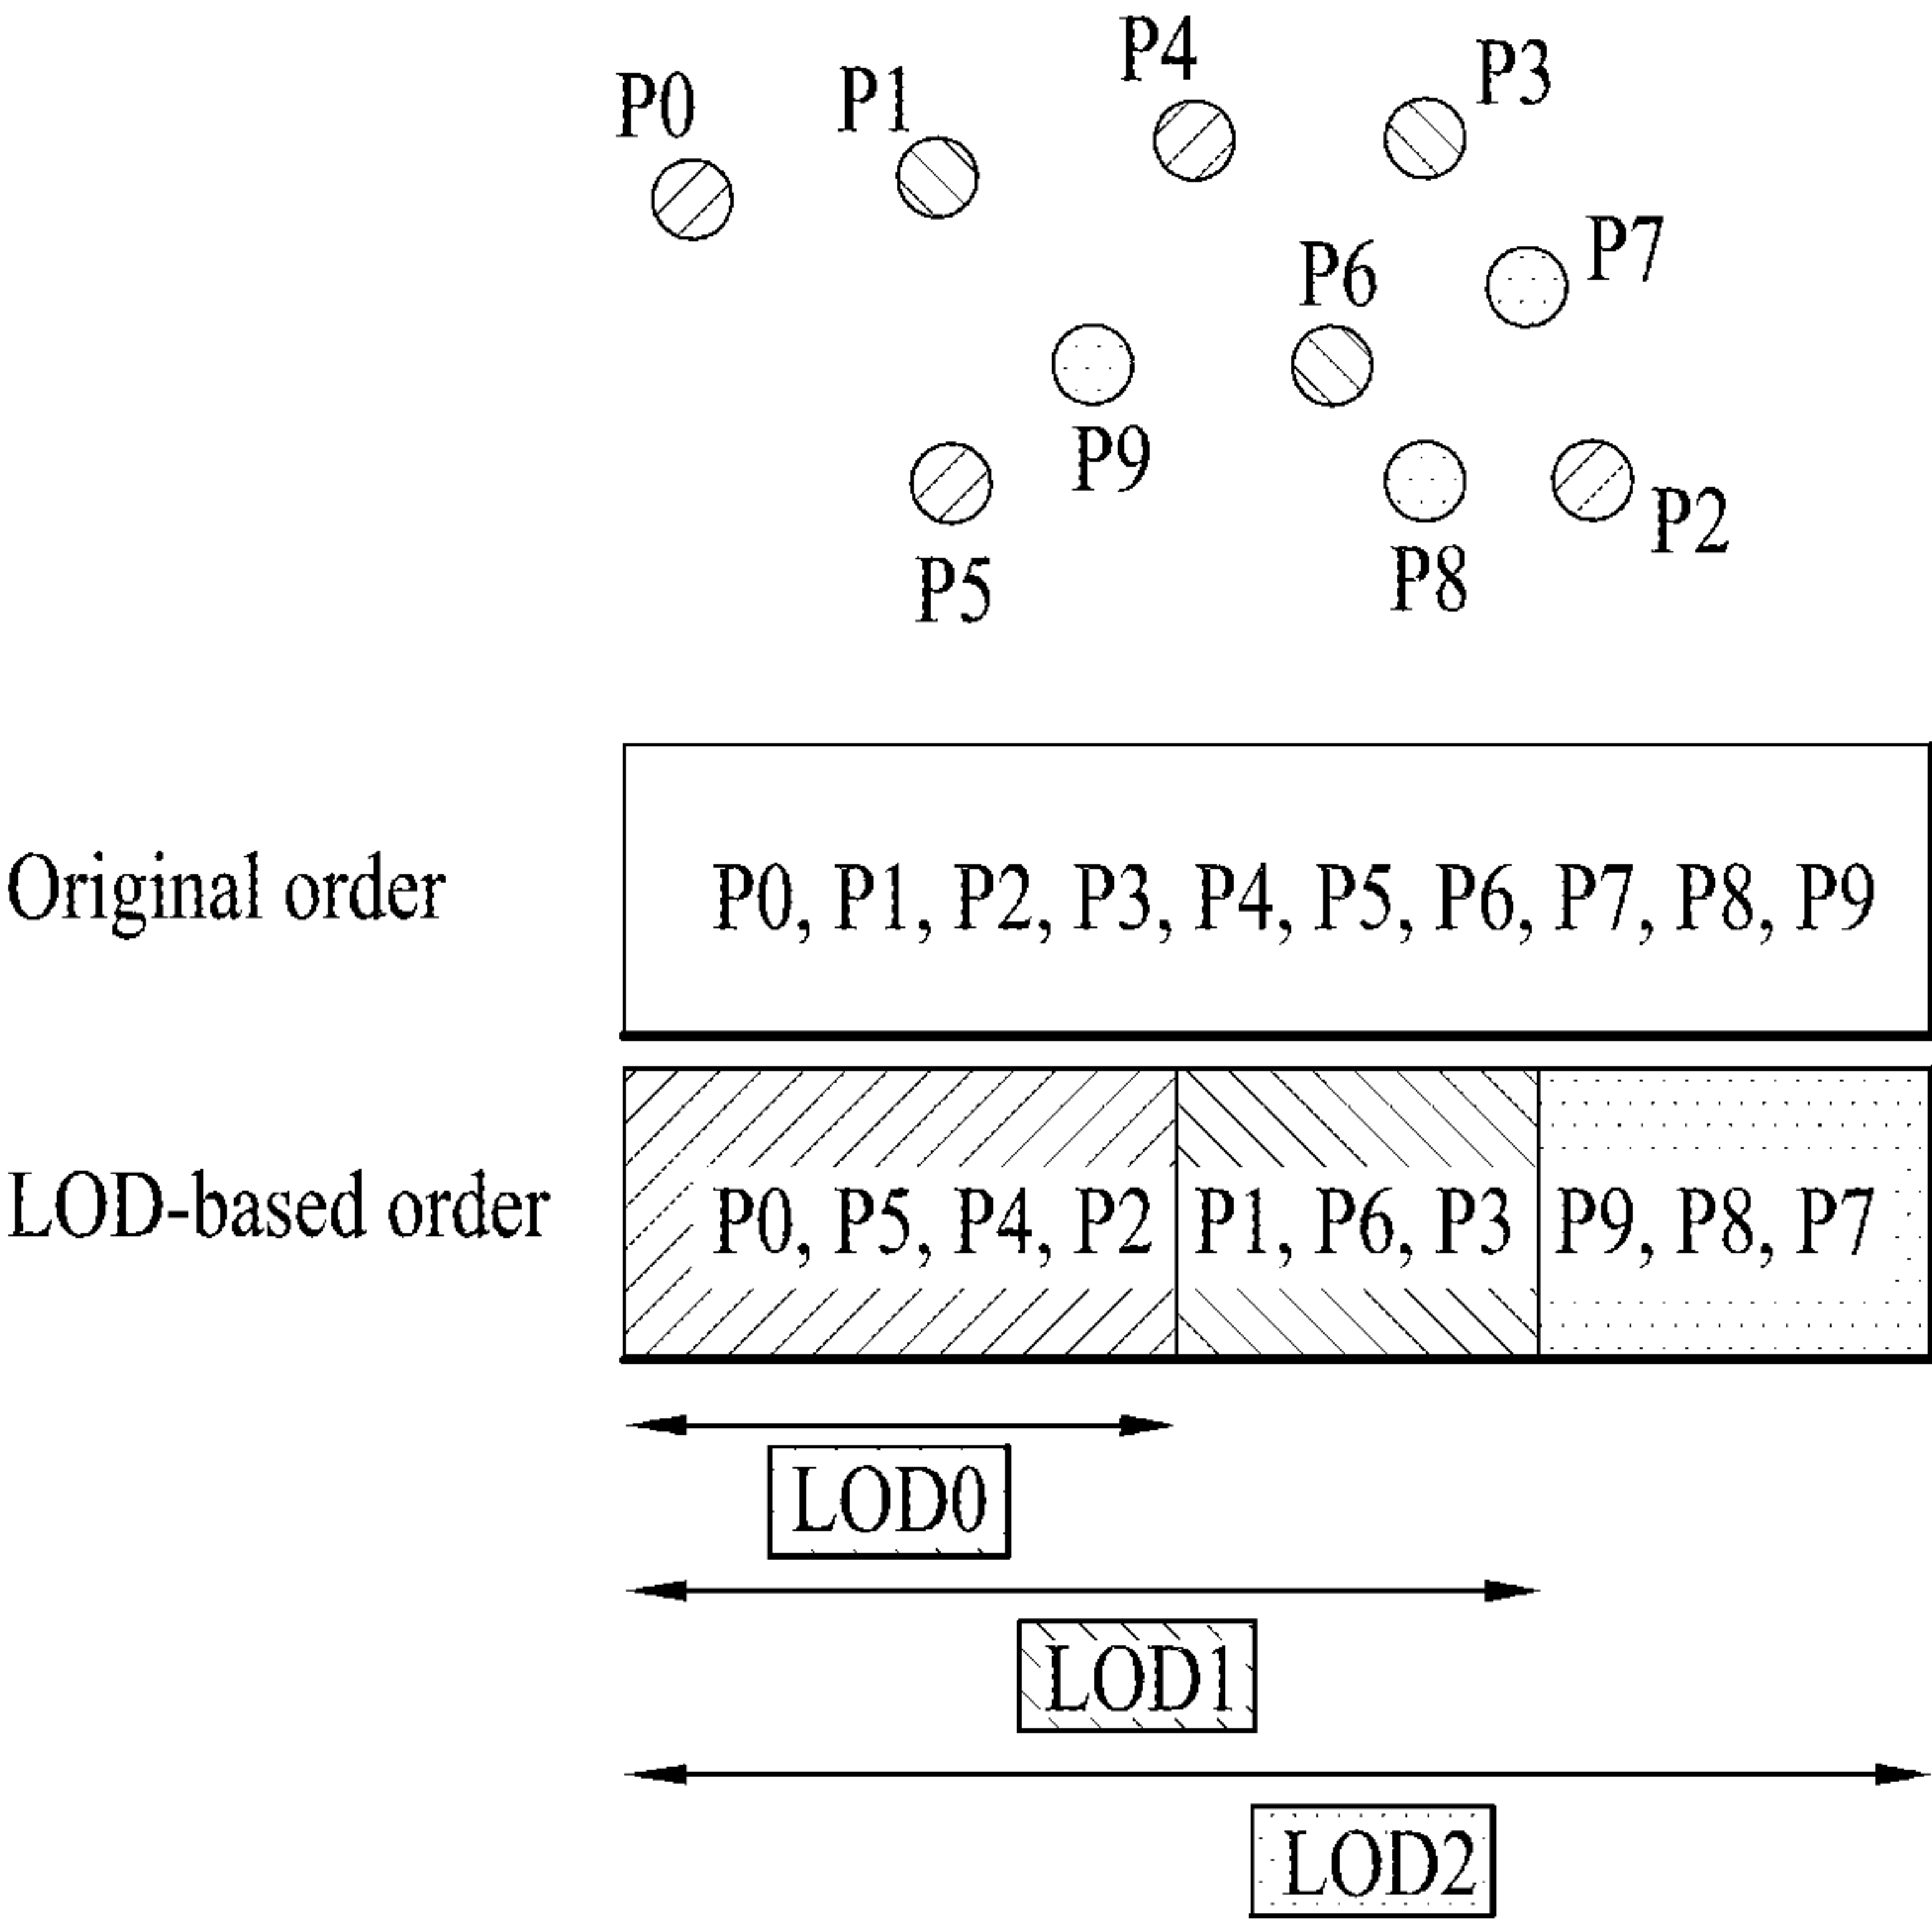 P4
P3
P0
P1
P7
P6
P9
P2
P5
P8
Original order
P0, P1, P2, P3, P4, P5, P6, P7, P8, P9
LOD-based order
P0, P5, P4, P2 P1, P6, P3 P9, P8, P7
LOD0
LOD1
LOD2